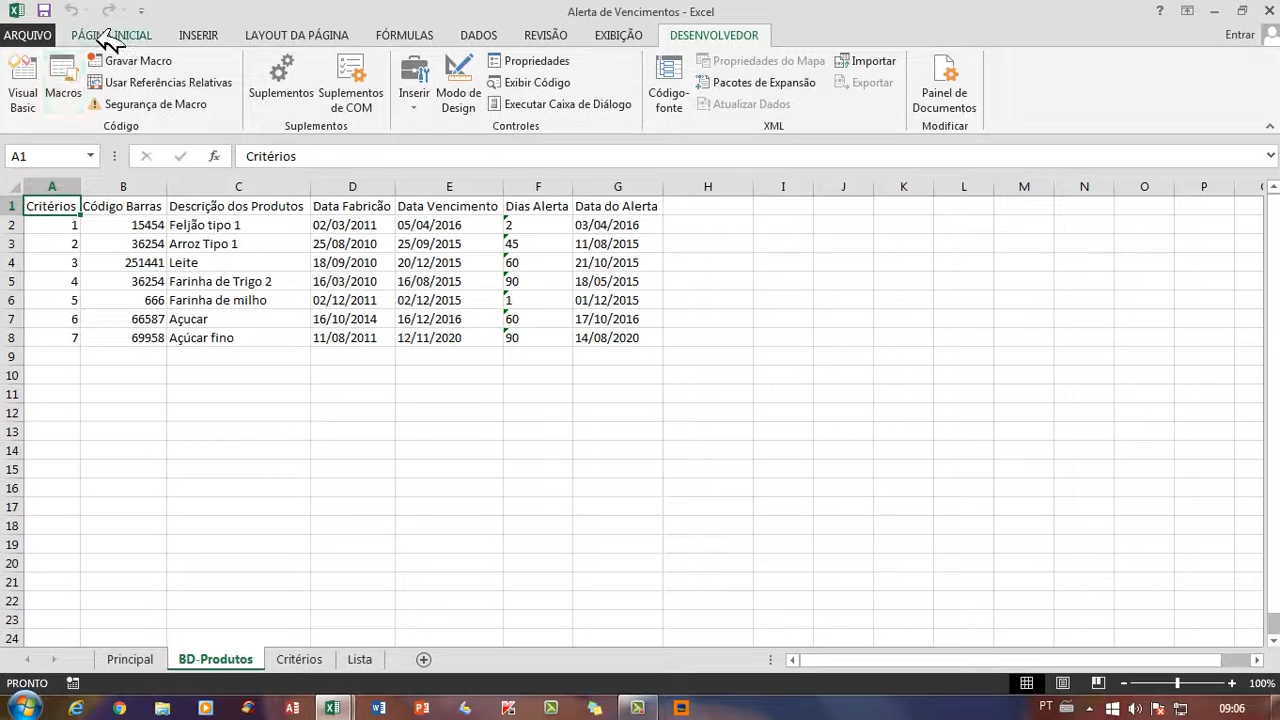 Alerta de Vencimentos - Excel
ARQUIVO PÁGINA INICIAL INSERIR LAYOUT DA PÁGINA FÓRMULAS DADOS REVISÃO EXIBIÇÃO DESENVOLVEDOR Entrar
Visual Basic
Macros
Gravar Macro
Usar Referências Relativas
Segurança de Macro
Código
Suplementos
Suplementos de COM
Suplementos
Inserir
Modo de Design
Propriedades
Exibir Código
Executar Caixa de Diálogo
Controles
Código-fonte
Propriedades do Mapa
Pacotes de Expansão
Atualizar Dados
Importar
Exportar
XML
Painel de Documentos
Modificar
A1 fx Critérios
A B C D E F G H I J K L M N O P
1 Critérios Código Barras Descrição dos Produtos Data Fabricão Data Vencimento Dias Alerta Data do Alerta
2 1 15454 Feljão tipo 1 02/03/2011 05/04/2016 2 03/04/2016
3 2 36254 Arroz Tipo 1 25/08/2010 25/09/2015 45 11/08/2015
4 3 251441 Leite 18/09/2010 20/12/2015 60 21/10/2015
5 4 36254 Farinha de Trigo 2 16/03/2010 16/08/2015 90 18/05/2015
6 5 666 Farinha de milho 02/12/2011 02/12/2015 1 01/12/2015
7 6 66587 Açucar 16/10/2014 16/12/2016 60 17/10/2016
8 7 69958 Açúcar fino 11/08/2011 12/11/2020 90 14/08/2020
9
10
11
12
13
14
15
16
17
18
19
20
21
22
23
24
Principal BD-Produtos Critérios Lista
PRONTO 100%
PT 09:06